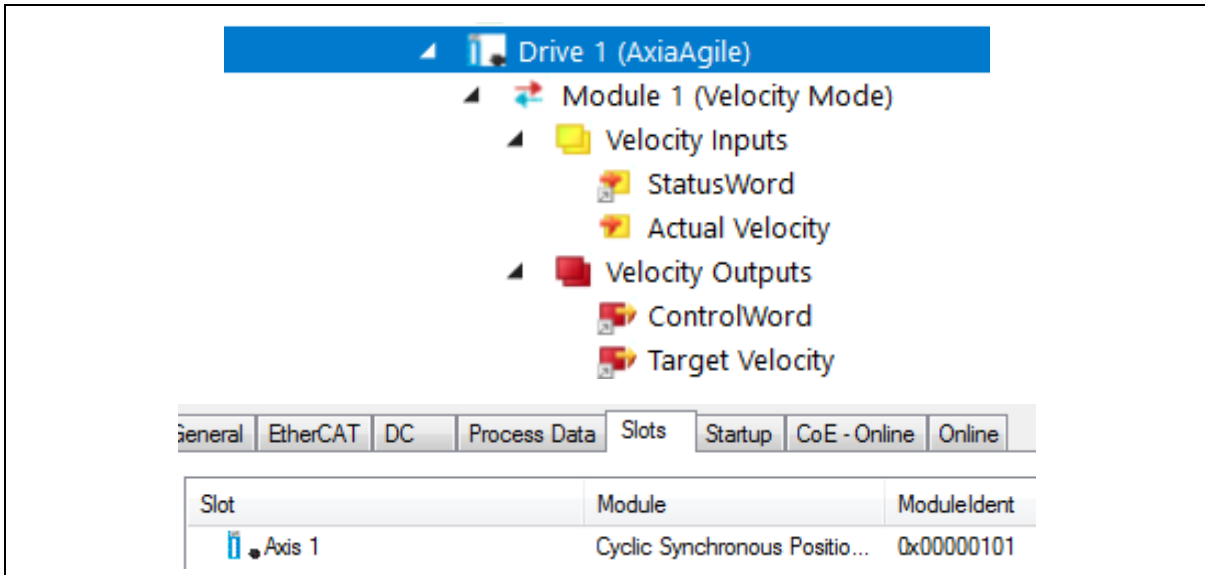 Drive 1 (AxiaAgile)
Module 1 (Velocity Mode)
Velocity Inputs
StatusWord
Actual Velocity
Velocity Outputs
ControlWord
Target Velocity
General EtherCAT DC Process Data Slots Startup CoE - Online Online
Slot Module ModuleIdent
Axis 1 Cyclic Synchronous Positio... 0x00000101